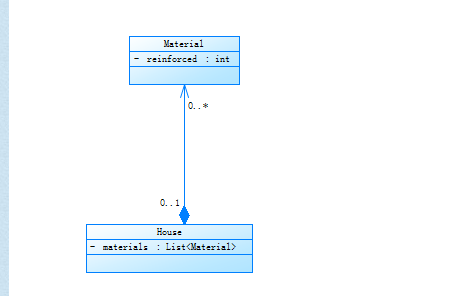 Material
- reinforced : int
0..*
0..1
House
- materials : List<Material>